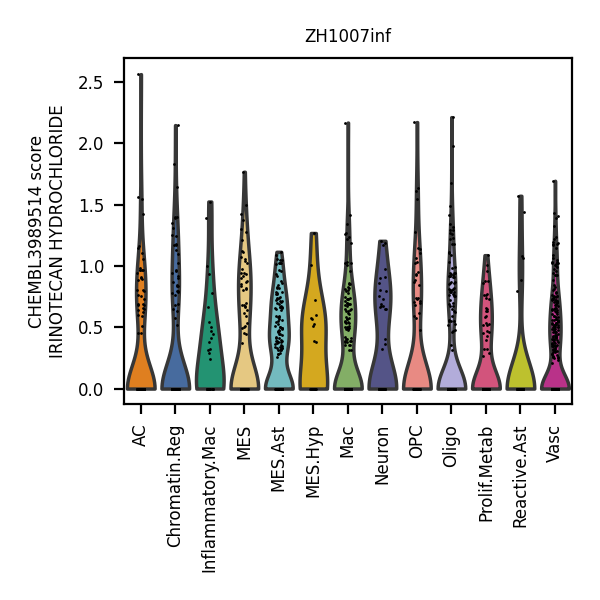 ZH1007inf
CHEMBL3989514 score
IRINOTECAN HYDROCHLORIDE
2.5
2.0
1.5
1.0
0.5
0.0
AC
Chromatin.Reg
Inflammatory.Mac
MES
MES.Ast
MES.Hyp
Mac
Neuron
OPC
Oligo
Prolif.Metab
Reactive.Ast
Vasc